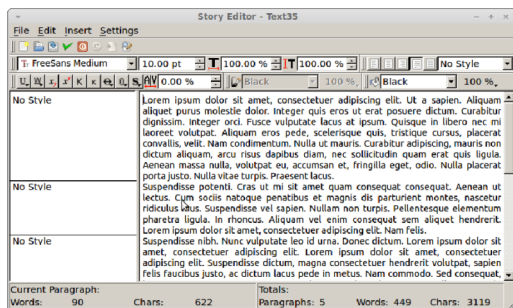 Story Editor - Text35
File Edit Insert Settings
FreeSans Medium 10.00 pt 100.00 % 100.00 % No Style
0.00 % Black 100 % Black 100 %
No Style
Lorem ipsum dolor sit amet, consectetuer adipiscing elit. Ut a sapien. Aliquam
aliquet purus molestie dolor. Integer quis eros ut erat posuere dictum. Curabitur
dignissim. Integer orci. Fusce vulputate lacus at ipsum. Quisque in libero nec mi
laoreet volutpat. Aliquam eros pede, scelerisque quis, tristique cursus, placerat
convallis, velit. Nam condimentum. Nulla ut mauris. Curabitur adipiscing, mauris non
dictum aliquam, arcu risus dapibus diam, nec sollicitudin quam erat quis ligula.
Aenean massa nulla, volutpat eu, accumsan et, fringilla eget, odio. Nulla placerat
porta justo. Nulla vitae turpis. Praesent lacus.
No Style
Suspendisse potenti. Cras ut mi sit amet quam consequat consequat. Aenean ut
lectus. Cum sociis natoque penatibus et magnis dis parturient montes, nascetur
ridiculus mus. Suspendisse vel sapien. Nullam non turpis. Pellentesque elementum
pharetra ligula. In rhoncus. Aliquam vel enim consequat sem aliquet hendrerit.
Lorem ipsum dolor sit amet, consectetuer adipiscing elit. Nam felis.
No Style
Suspendisse nibh. Nunc vulputate leo id urna. Donec dictum. Lorem ipsum dolor sit
amet, consectetuer adipiscing elit. Lorem ipsum dolor sit amet, consectetuer
adipiscing elit. Suspendisse dictum, magna consectetuer hendrerit volutpat, sapien
felis faucibus justo, ac dictum lacus pede in metus. Nam commodo. Sed consequat,
Current Paragraph: Totals:
Words: 90 Chars: 622 Paragraphs: 5 Words: 449 Chars: 3119